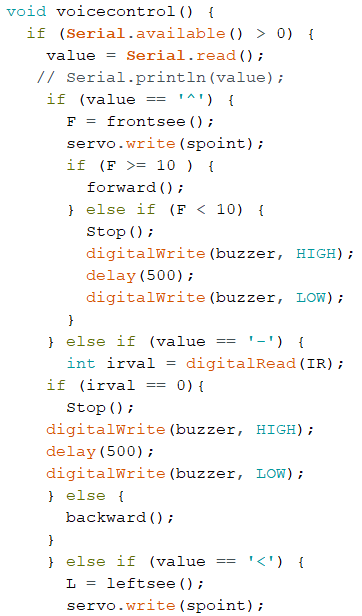 void voicecontrol() {
  if (Serial.available() > 0) {
    value = Serial.read();
   // Serial.println(value);
    if (value == '^') {
      F = frontsee();
      servo.write(spoint);
      if (F >= 10 ) {
        forward();
      } else if (F < 10) {
        Stop();
        digitalWrite(buzzer, HIGH);
        delay(500);
        digitalWrite(buzzer, LOW);
      }
    } else if (value == '-') {
      int irval = digitalRead(IR);
    if (irval == 0){
      Stop();
    digitalWrite(buzzer, HIGH);
    delay(500);
    digitalWrite(buzzer, LOW);
    } else {
      backward();
    }
    } else if (value == '<') {
      L = leftsee();
      servo.write(spoint);